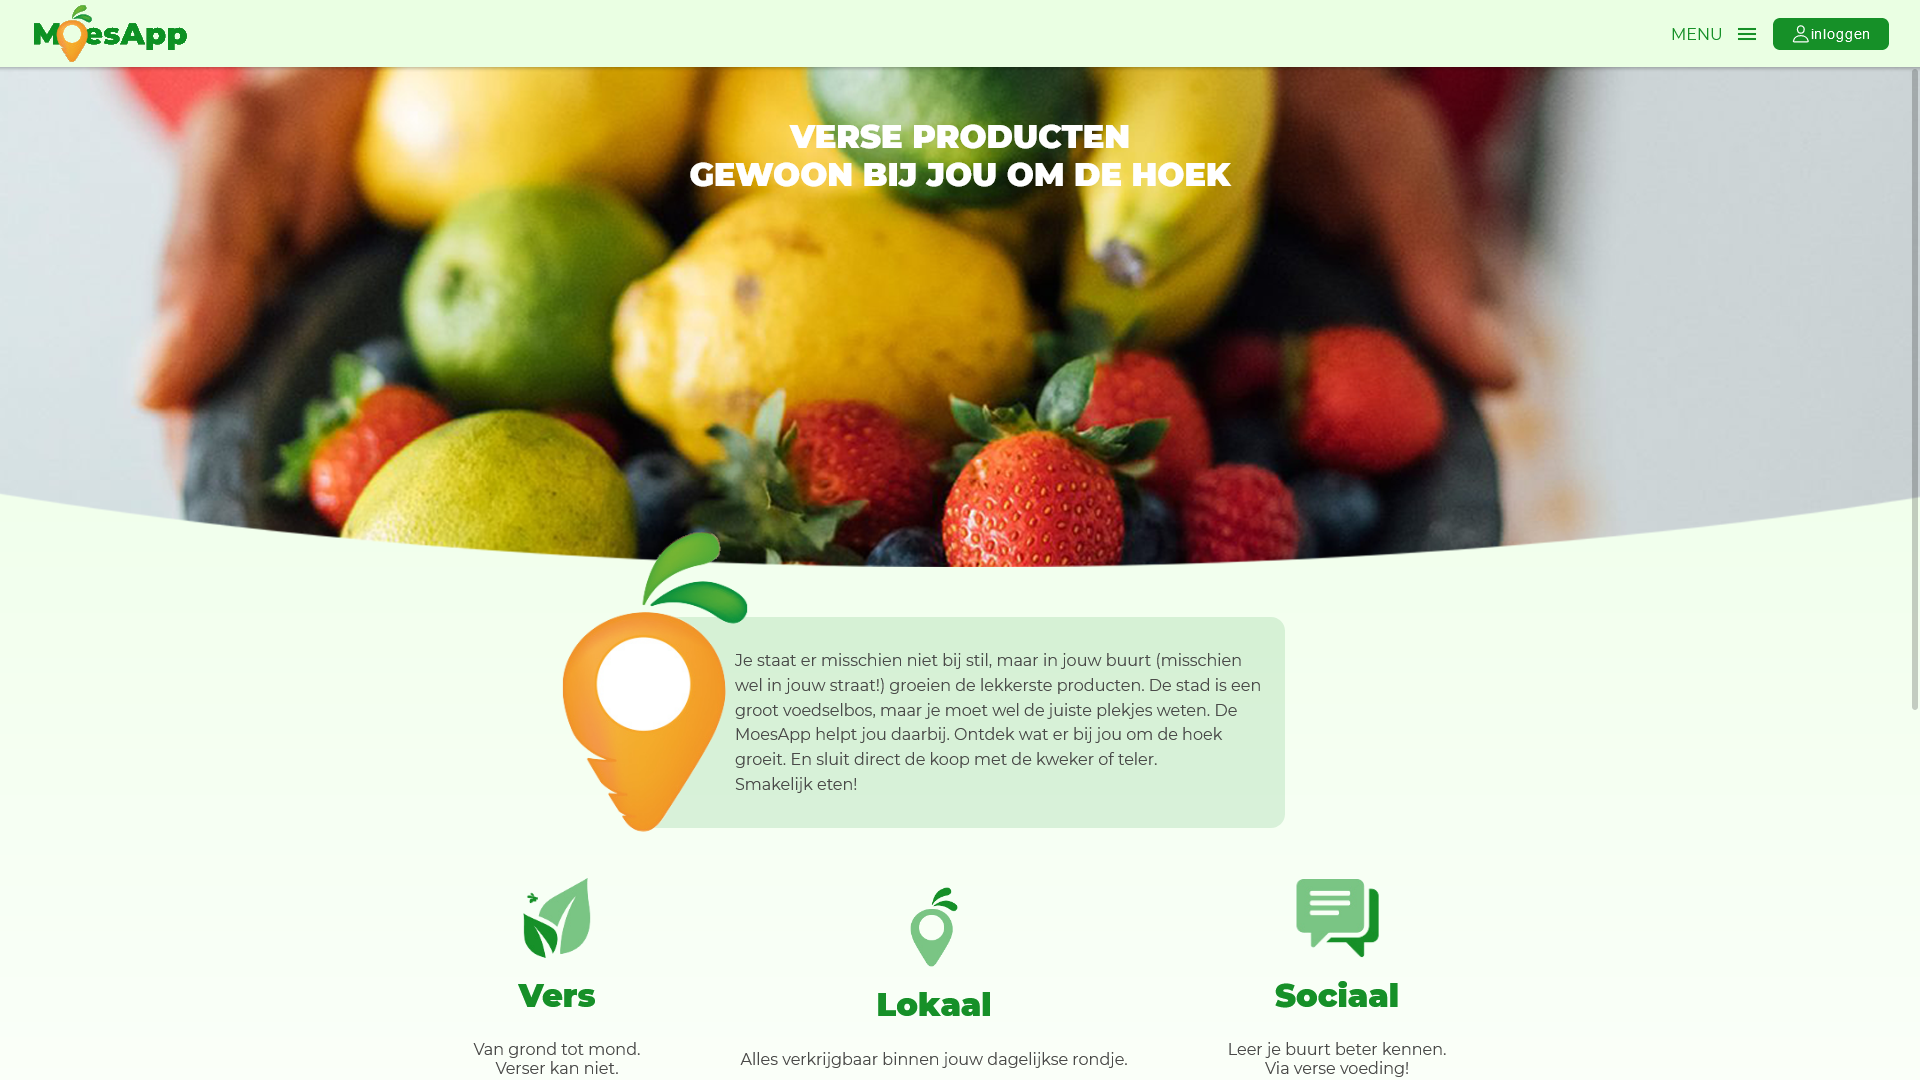 MoesApp
MENU
inloggen
VERSE PRODUCTEN
GEWOON BIJ JOU OM DE HOEK
Je staat er misschien niet bij stil, maar in jouw buurt (misschien
wel in jouw straat!) groeien de lekkerste producten. De stad is een
groot voedselbos, maar je moet wel de juiste plekjes weten. De
MoesApp helpt jou daarbij. Ontdek wat er bij jou om de hoek
groeit. En sluit direct de koop met de kweker of teler.
Smakelijk eten!
Vers
Van grond tot mond.
Verser kan niet.
Lokaal
Alles verkrijgbaar binnen jouw dagelijkse rondje.
Sociaal
Leer je buurt beter kennen.
Via verse voeding!